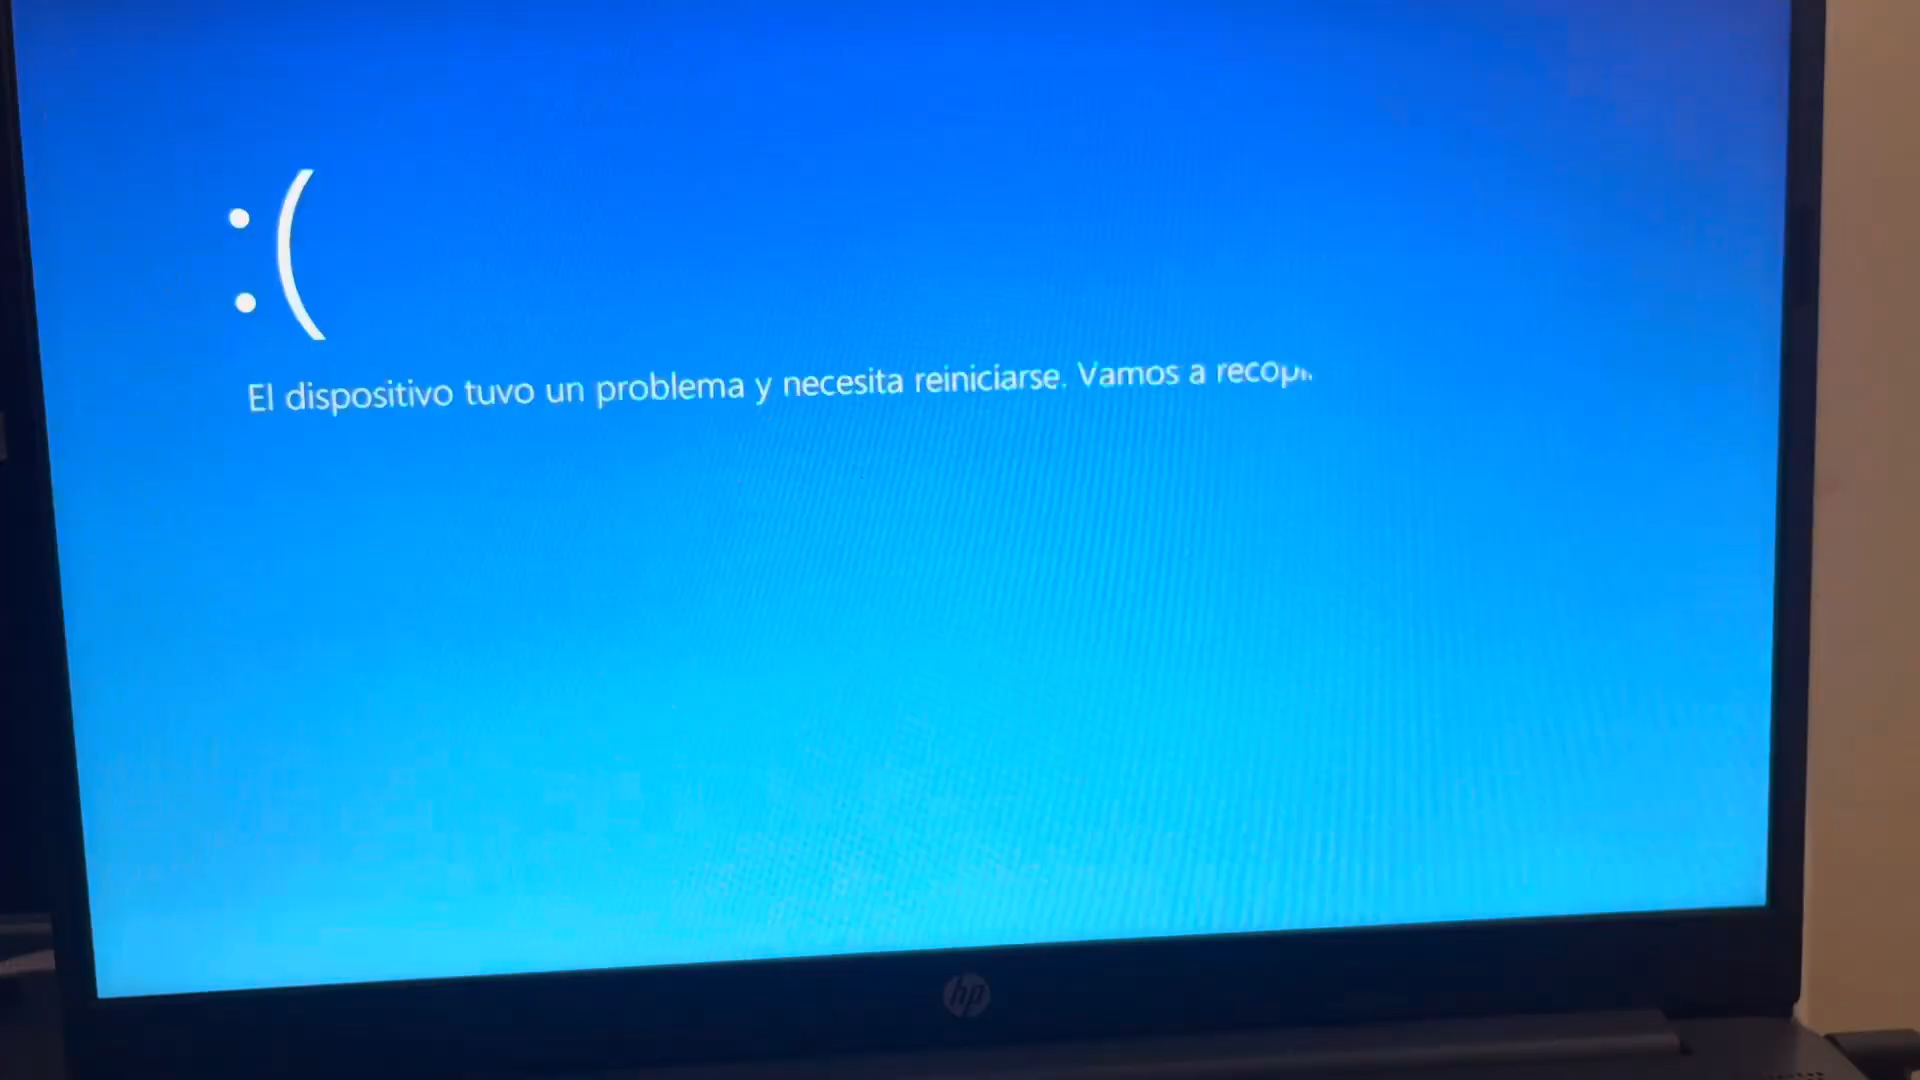 :(
El dispositivo tuvo un problema y necesita reiniciarse. Vamos a
hp